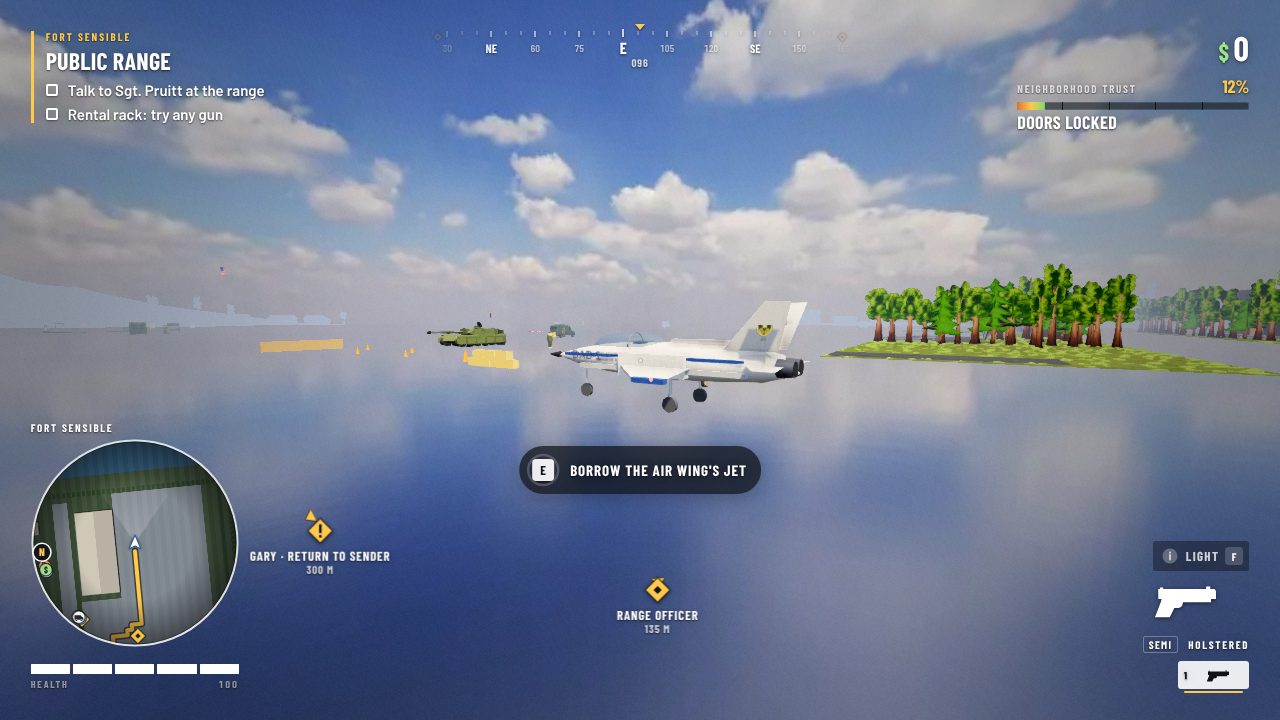 FORT SENSIBLE
PUBLIC RANGE
Talk to Sgt. Pruitt at the range
Rental rack: try any gun
30 NE 60 75 E 105 120 SE 150
096
$0
NEIGHBORHOOD TRUST 12%
DOORS LOCKED
E BORROW THE AIR WING'S JET
FORT SENSIBLE
N
$
GARY · RETURN TO SENDER
300 M
RANGE OFFICER
135 M
i LIGHT F
SEMI HOLSTERED
1
HEALTH 100